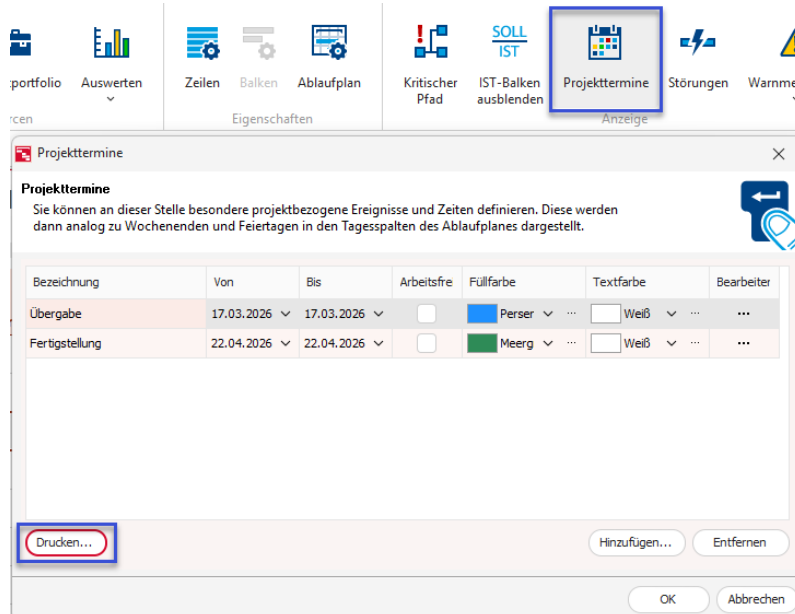 SOLL
IST
portfolio Auswerten Zeilen Balken Ablaufplan Kritischer Pfad IST-Balken ausblenden Projekttermine Störungen Warnme
rcen Eigenschaften Anzeige
Projekttermine
Projekttermine
Sie können an dieser Stelle besondere projektbezogene Ereignisse und Zeiten definieren. Diese werden
dann analog zu Wochenenden und Feiertagen in den Tagesspalten des Ablaufplanes dargestellt.
Bezeichnung Von Bis Arbeitsfre Füllfarbe Textfarbe Bearbeiter
Übergabe 17.03.2026 17.03.2026 Perser ... Weiß ... ...
Fertigstellung 22.04.2026 22.04.2026 Meerg ... Weiß ... ...
Drucken... Hinzufügen... Entfernen
OK Abbrechen